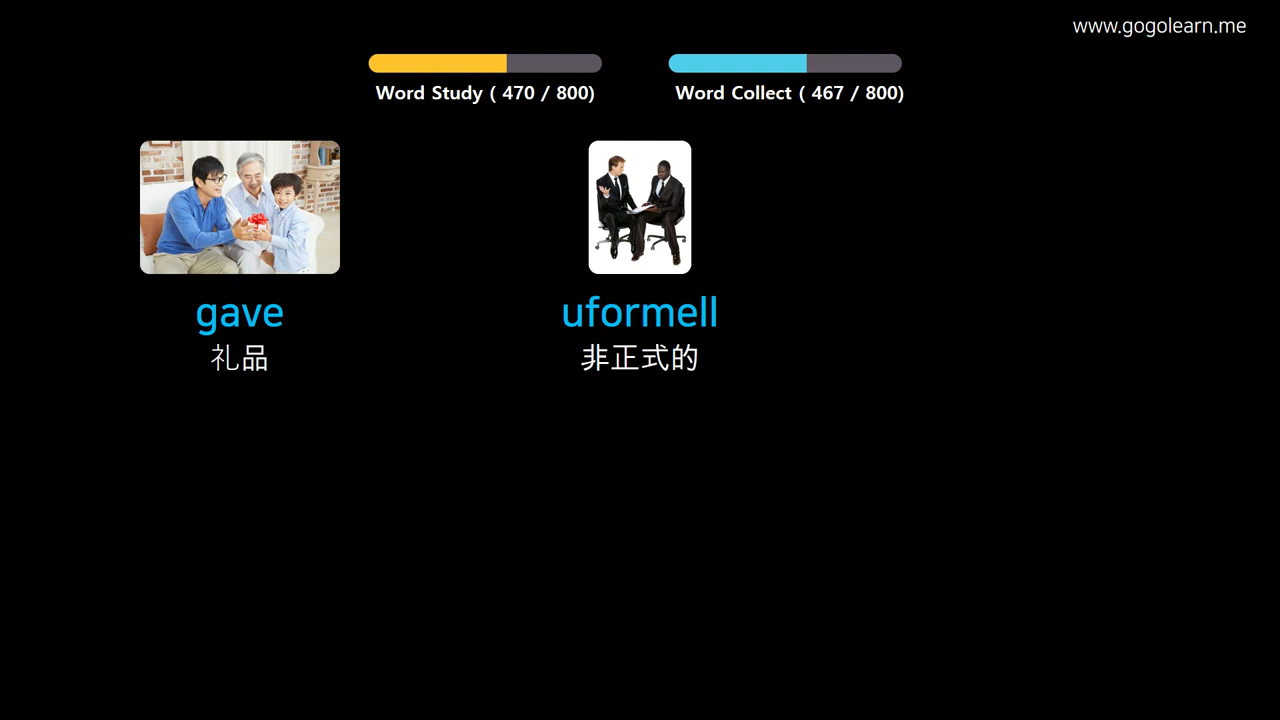 www.gogolearn.me
Word Study ( 470 / 800)
Word Collect ( 467 / 800)
gave
礼品
uformell
非正式的